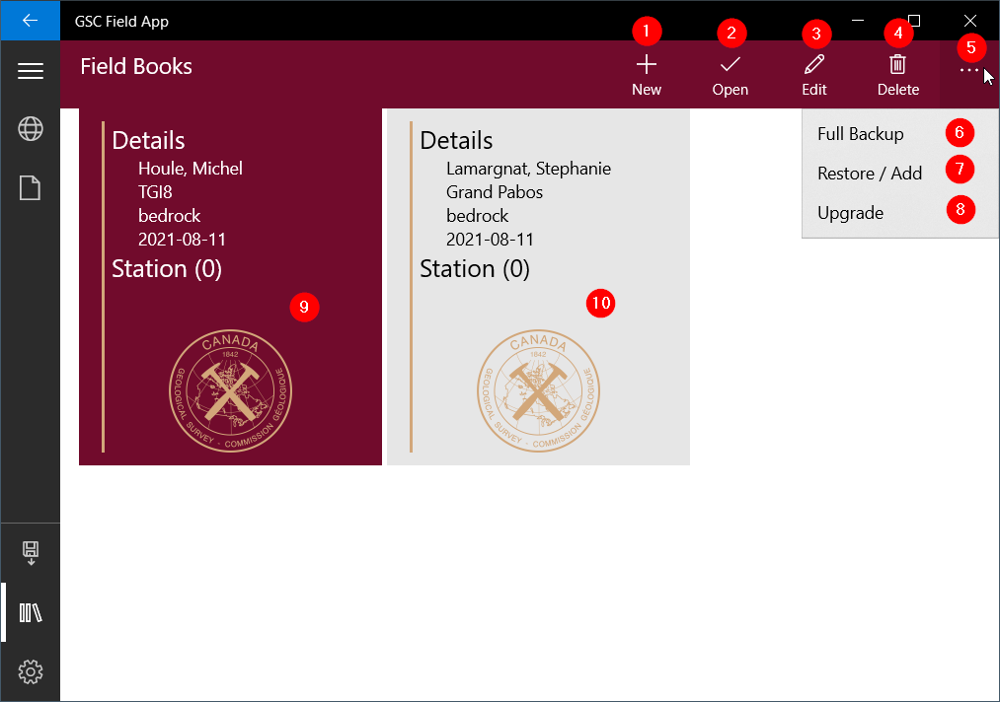 GSC Field App
Field Books
1
2
3
4
5
New
Open
Edit
Delete
Full Backup
6
Restore / Add
7
Upgrade
8
Details
Houle, Michel
TGI8
bedrock
2021-08-11
Station (0)
9
CANADA
1842
GEOLOGICAL SURVEY - COMMISSION GÉOLOGIQUE
Details
Lamargnat, Stephanie
Grand Pabos
bedrock
2021-08-11
Station (0)
10
CANADA
1842
GEOLOGICAL SURVEY - COMMISSION GÉOLOGIQUE